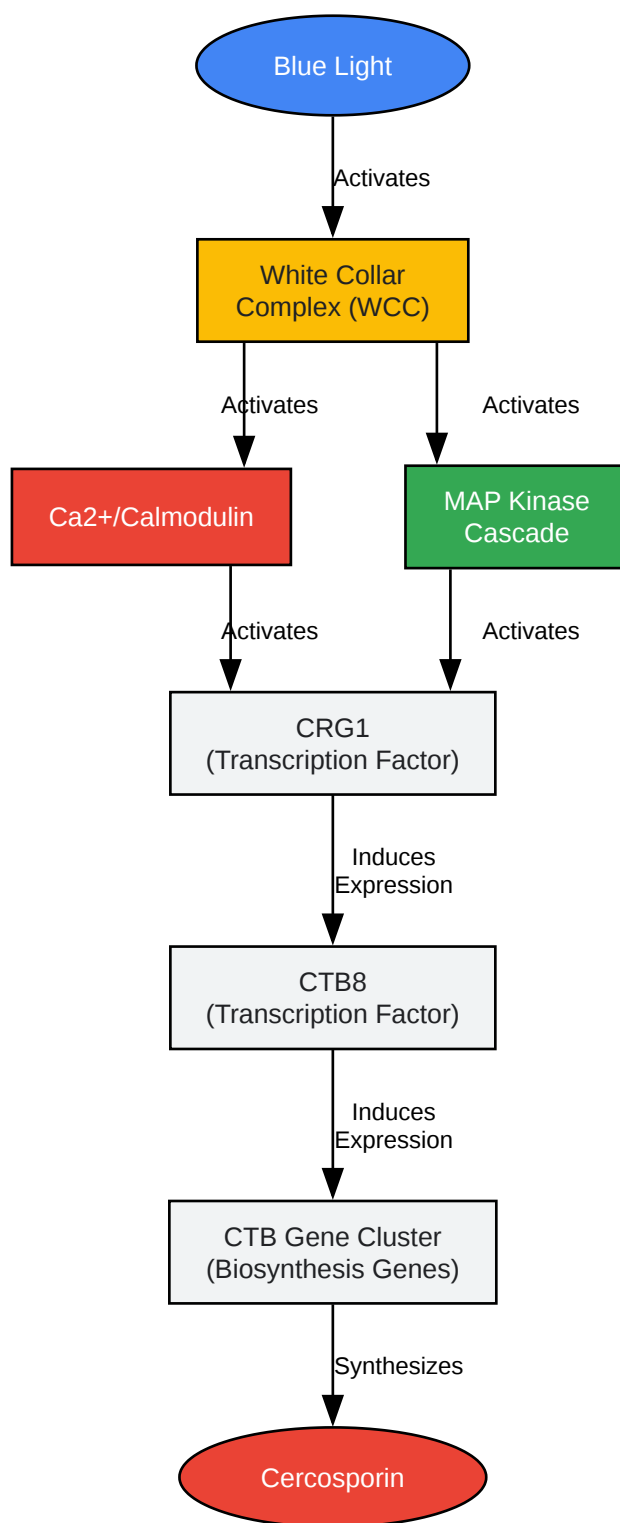 Blue Light
Activates
White Collar
Complex (WCC)
Activates
Activates
Ca2+/Calmodulin
MAP Kinase
Cascade
Activates
Activates
CRG1
(Transcription Factor)
Induces
Expression
CTB8
(Transcription Factor)
Induces
Expression
CTB Gene Cluster
(Biosynthesis Genes)
Synthesizes
Cercosporin